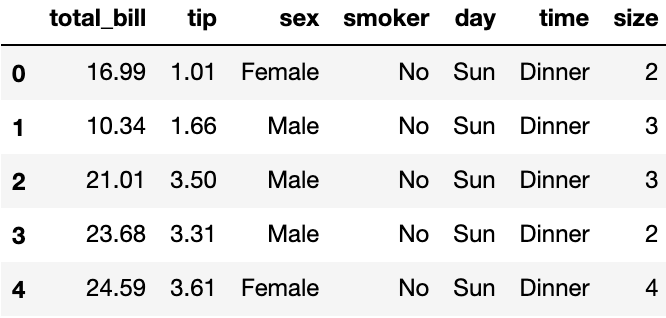 total_bill tip sex smoker day time size
0 16.99 1.01 Female No Sun Dinner 2
1 10.34 1.66 Male No Sun Dinner 3
2 21.01 3.50 Male No Sun Dinner 3
3 23.68 3.31 Male No Sun Dinner 2
4 24.59 3.61 Female No Sun Dinner 4